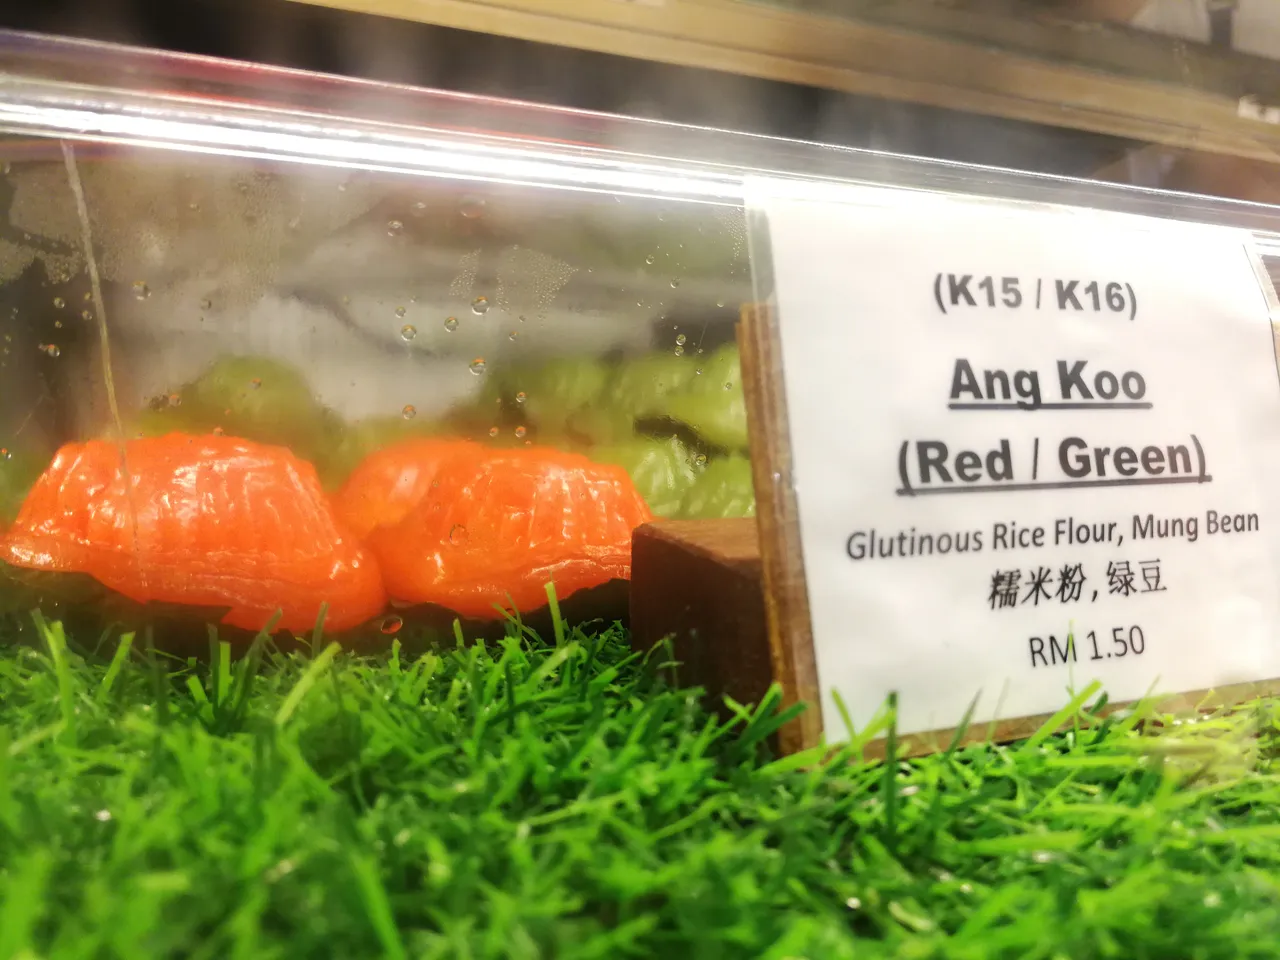 (K15 / K16)
Ang Koo
(Red / Green)
Glutinous Rice Flour, Mung Bean
糯米粉, 绿豆
RM 1.50